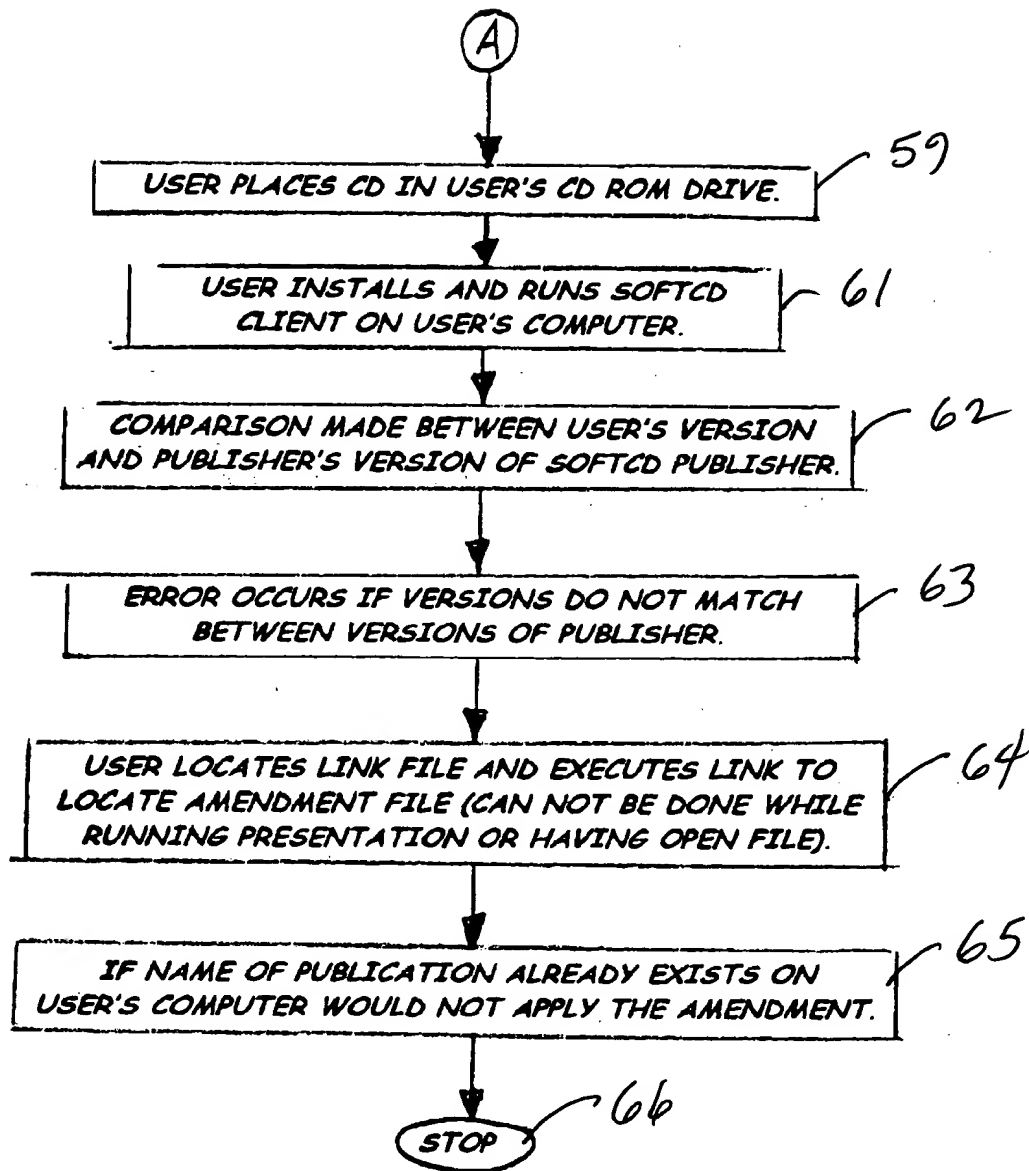 A
59
USER PLACES CD IN USER'S CD ROM DRIVE.
61
USER INSTALLS AND RUNS SOFTCD
CLIENT ON USER'S COMPUTER.
62
COMPARISON MADE BETWEEN USER'S VERSION
AND PUBLISHER'S VERSION OF SOFTCD PUBLISHER.
63
ERROR OCCURS IF VERSIONS DO NOT MATCH
BETWEEN VERSIONS OF PUBLISHER.
64
USER LOCATES LINK FILE AND EXECUTES LINK TO
LOCATE AMENDMENT FILE (CAN NOT BE DONE WHILE
RUNNING PRESENTATION OR HAVING OPEN FILE).
65
IF NAME OF PUBLICATION ALREADY EXISTS ON
USER'S COMPUTER WOULD NOT APPLY THE AMENDMENT.
66
STOP